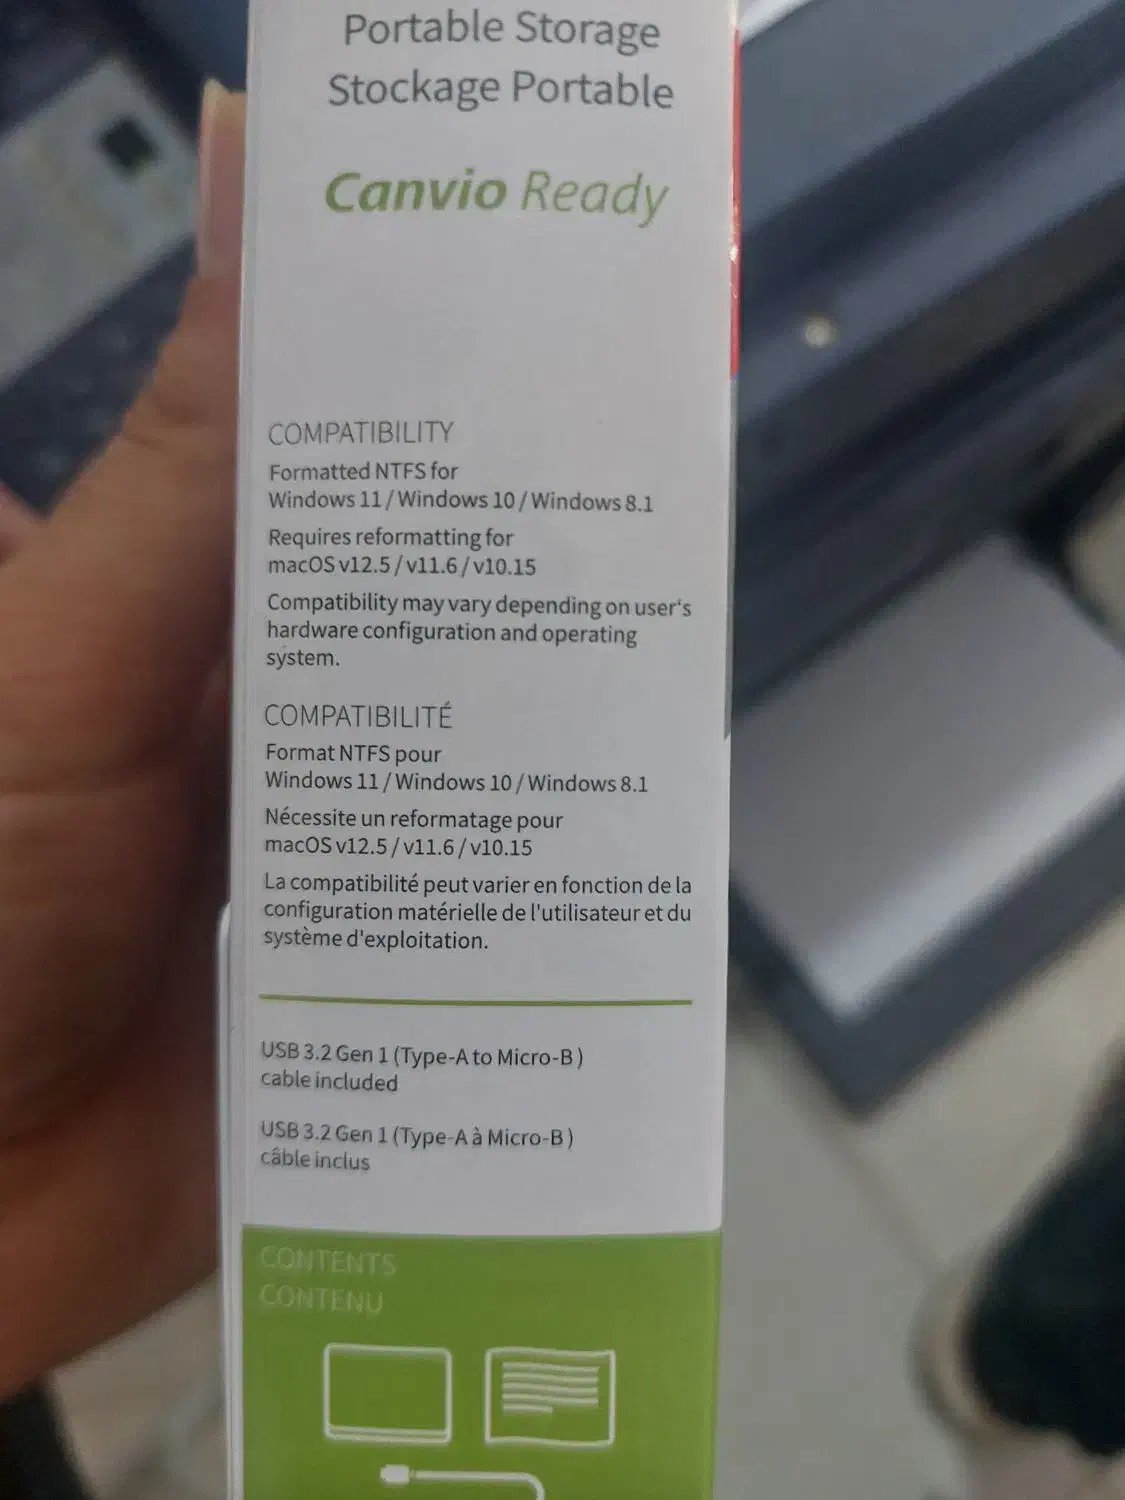 Portable Storage
Stockage Portable
Canvio Ready
COMPATIBILITY
Formatted NTFS for
Windows 11 / Windows 10 / Windows 8.1
Requires reformatting for
macOS v12.5 / v11.6 / v10.15
Compatibility may vary depending on user‘s
hardware configuration and operating
system.
COMPATIBILITÉ
Format NTFS pour
Windows 11 / Windows 10 / Windows 8.1
Nécessite un reformatage pour
macOS v12.5 / v11.6 / v10.15
La compatibilité peut varier en fonction de la
configuration matérielle de l'utilisateur et du
système d'exploitation.
USB 3.2 Gen 1 (Type-A to Micro-B )
cable included
USB 3.2 Gen 1 (Type-A à Micro-B )
câble inclus
CONTENTS
CONTENU